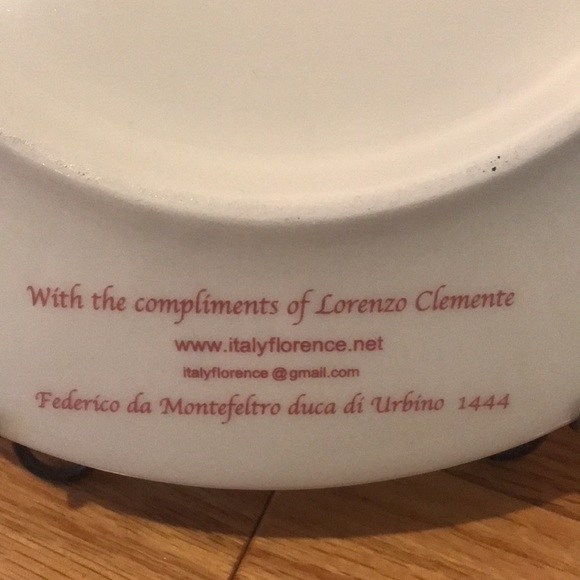 With the compliments of Lorenzo Clemente
www.italyflorence.net
italyflorence@gmail.com
Federico da Montefeltro duca di Urbino 1444